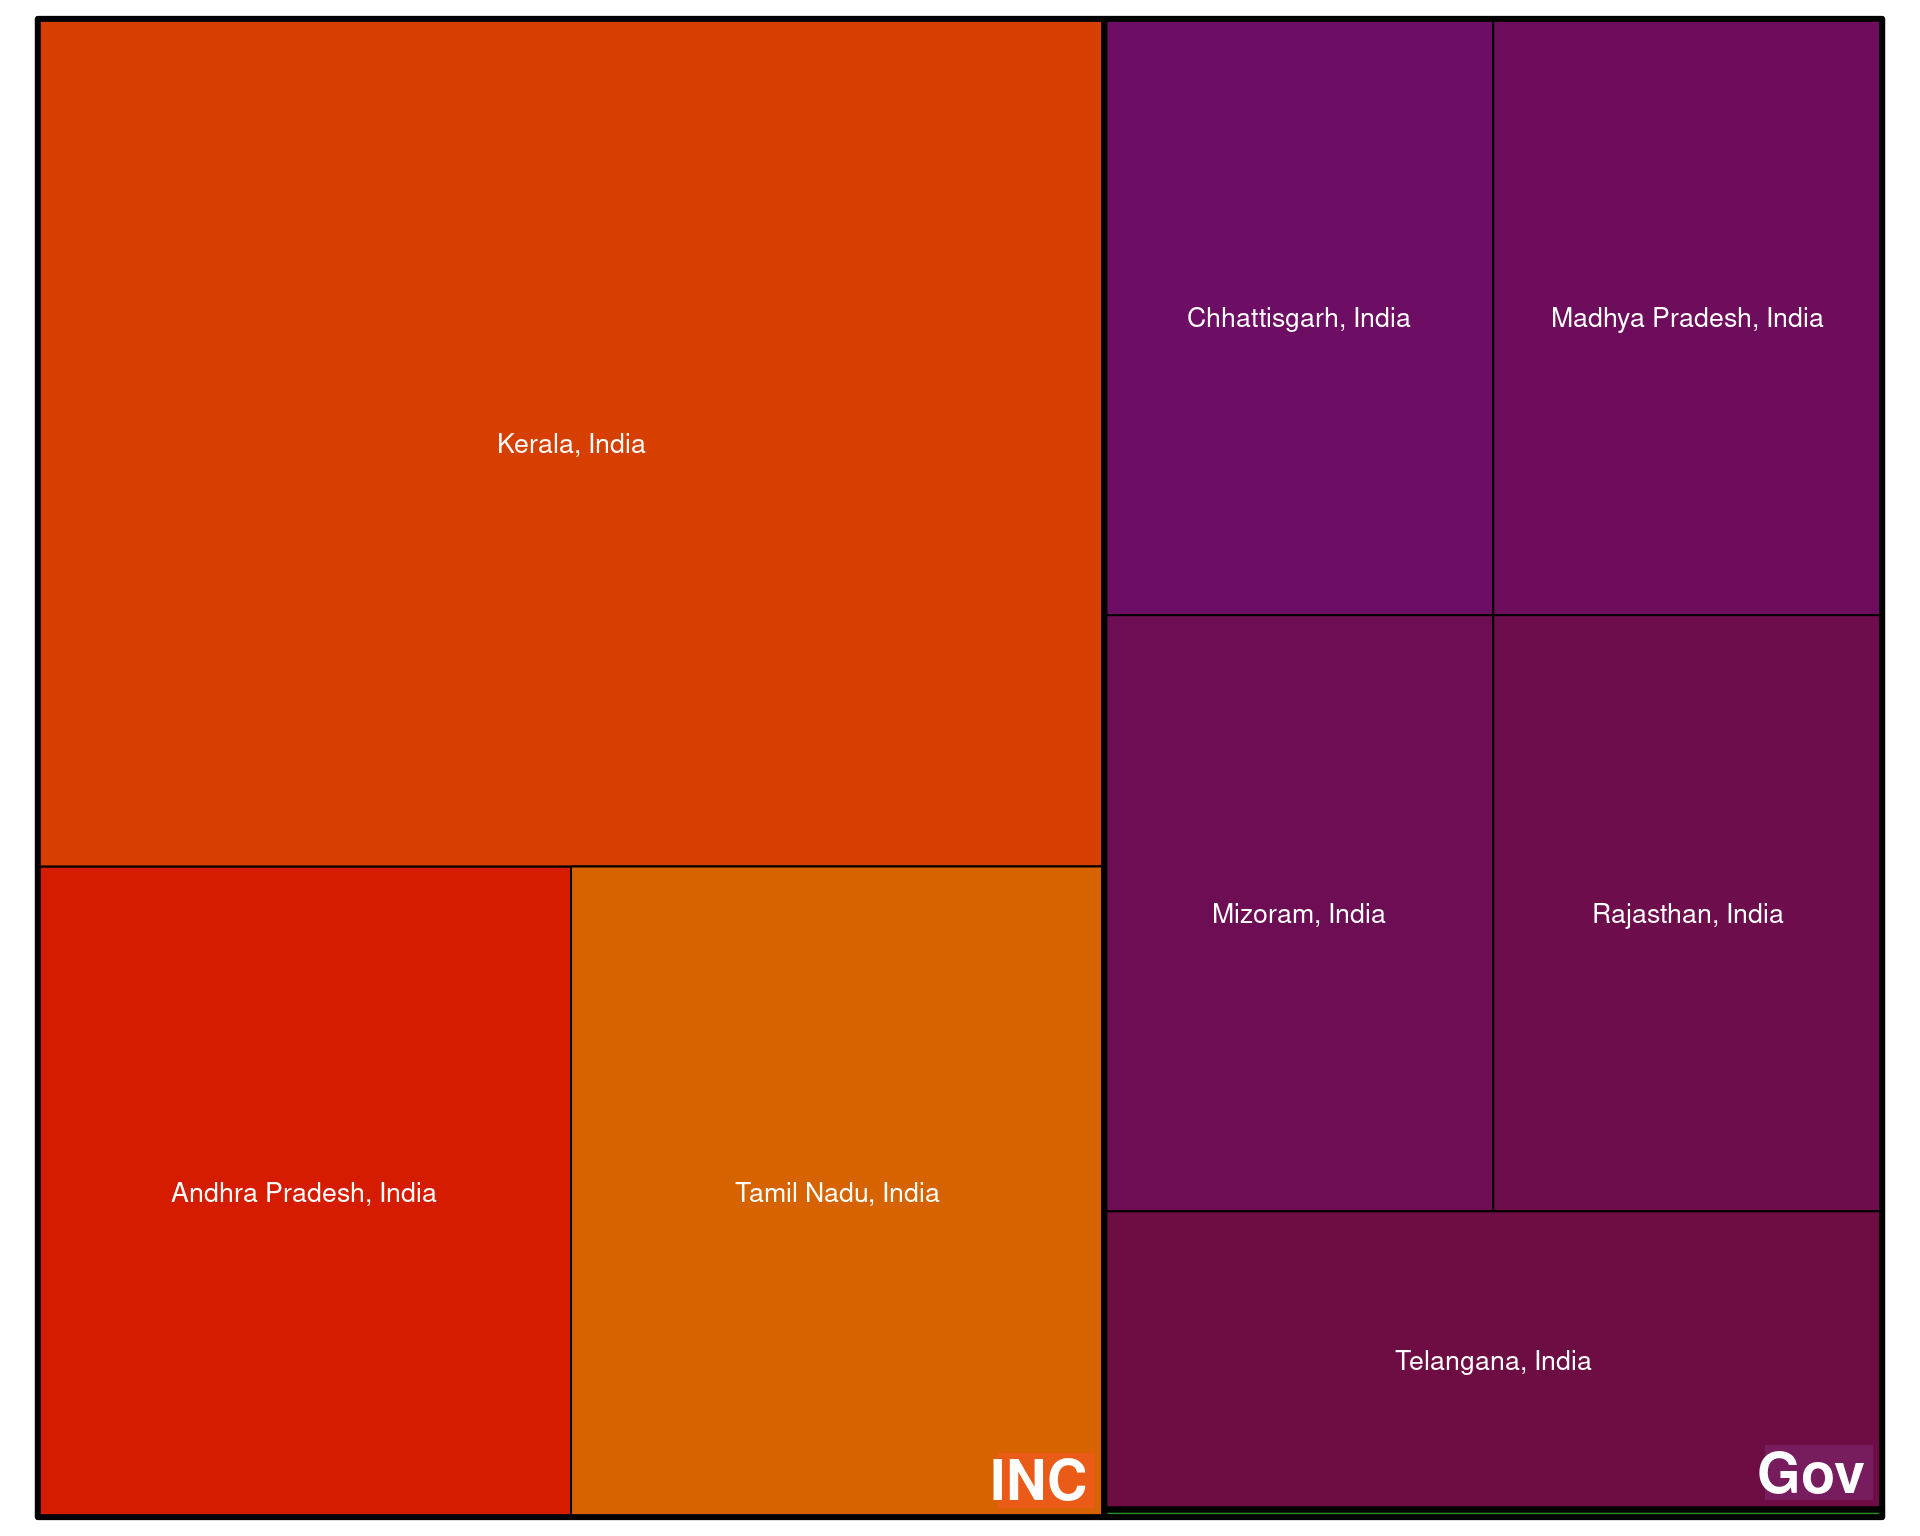 Kerala, India
Andhra Pradesh, India
Tamil Nadu, India
INC
Chhattisgarh, India
Madhya Pradesh, India
Mizoram, India
Rajasthan, India
Telangana, India
Gov